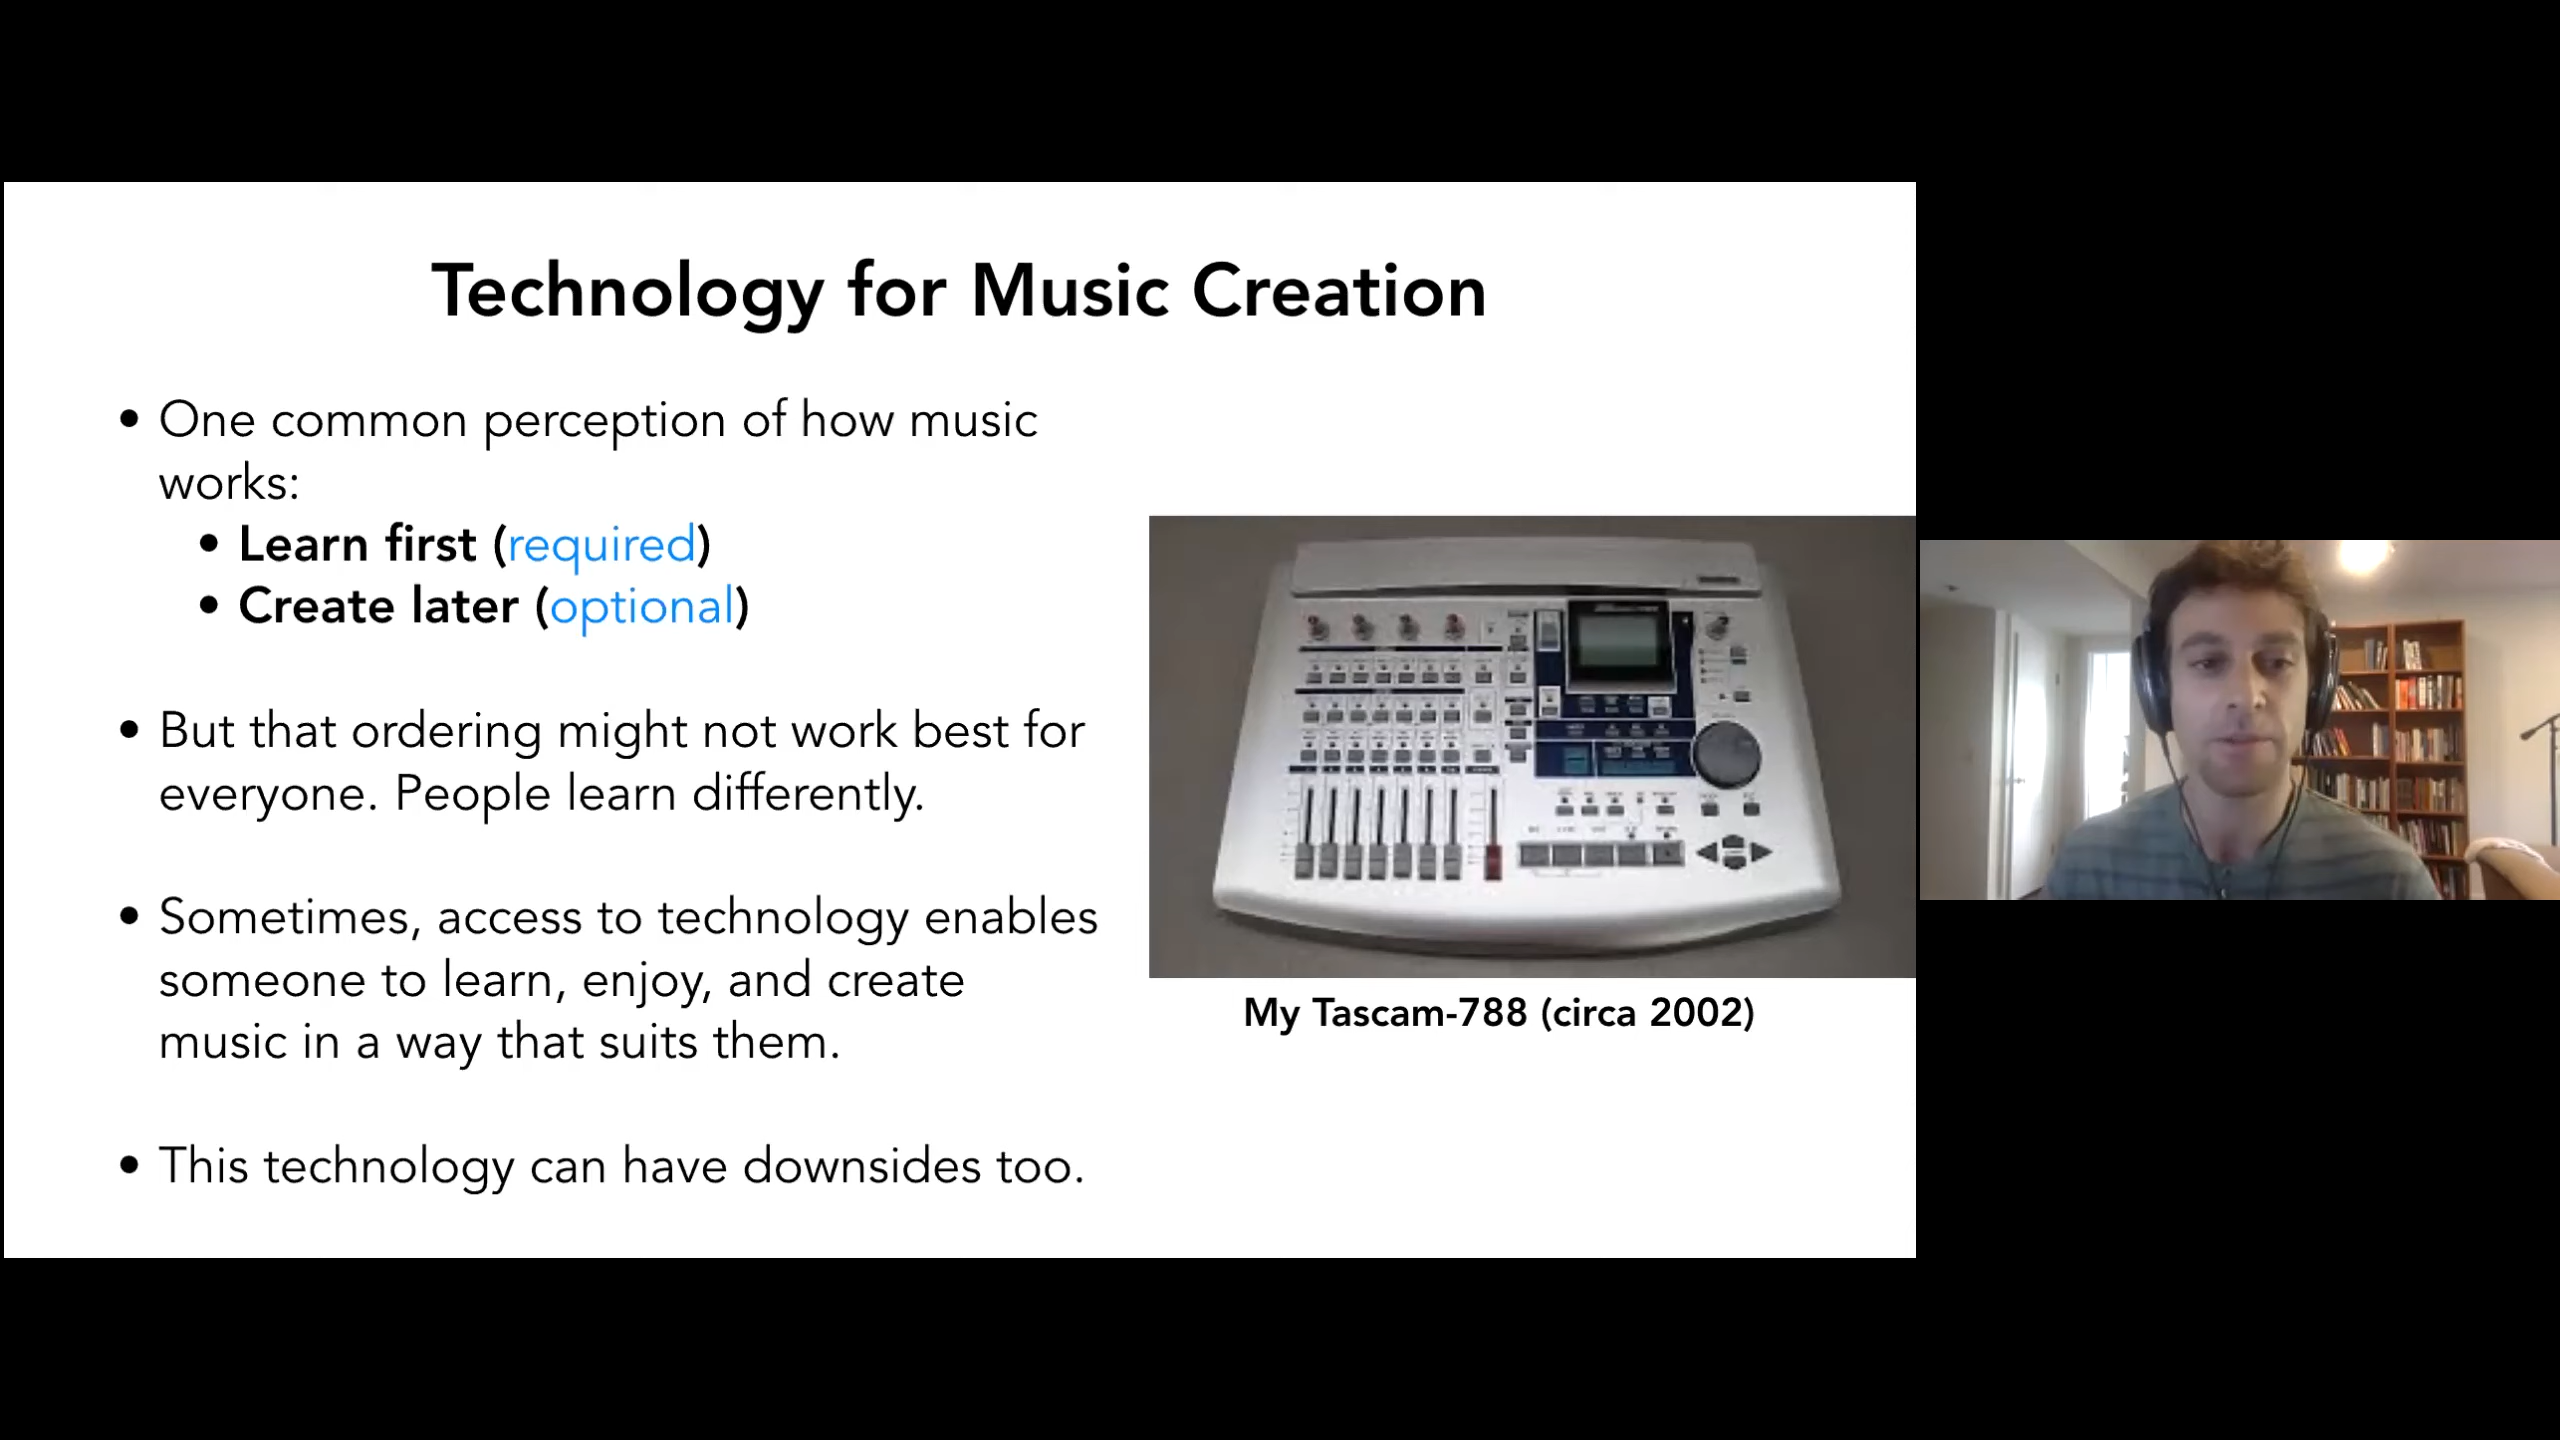 Technology for Music Creation
• One common perception of how music
works:
• Learn first (required)
• Create later (optional)
• But that ordering might not work best for
everyone. People learn differently.
• Sometimes, access to technology enables
someone to learn, enjoy, and create
music in a way that suits them.
• This technology can have downsides too.
My Tascam-788 (circa 2002)